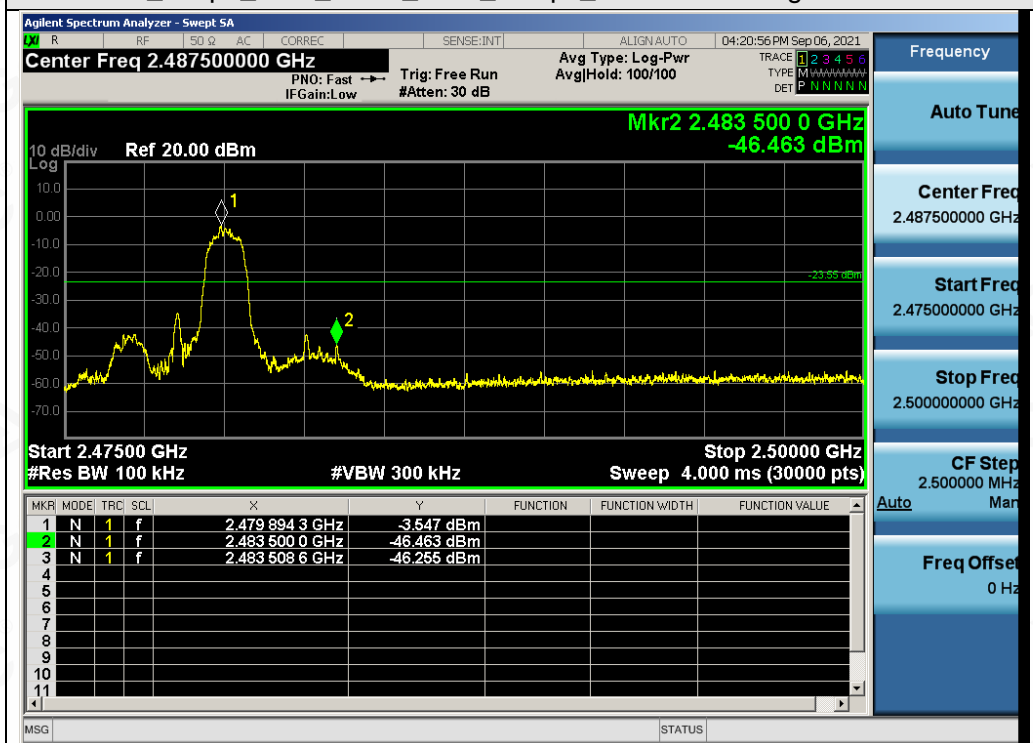 Agilent Spectrum Analyzer - Swept SA
LXI R RF 50 Ω AC CORREC SENSE:INT ALIGN AUTO 04:20:56 PM Sep 06, 2021
Center Freq 2.487500000 GHz
PNO: Fast
IFGain:Low
Trig: Free Run
#Atten: 30 dB
Avg Type: Log-Pwr
Avg|Hold: 100/100
TRACE 1 2 3 4 5 6
TYPE M
DET P N N N N N
Mkr2 2.483 500 0 GHz
-46.463 dBm
10 dB/div Ref 20.00 dBm
Log
10.0
0.00
-10.0
-20.0
-30.0
-40.0
-50.0
-60.0
-70.0
1
2
-23.55 dBm
Start 2.47500 GHz Stop 2.50000 GHz
#Res BW 100 kHz #VBW 300 kHz Sweep 4.000 ms (30000 pts)
MKR MODE TRC SCL X Y FUNCTION FUNCTION WIDTH FUNCTION VALUE
1 N 1 f 2.479 894 3 GHz -3.547 dBm
2 N 1 f 2.483 500 0 GHz -46.463 dBm
3 N 1 f 2.483 508 6 GHz -46.255 dBm
4
5
6
7
8
9
10
11
MSG STATUS
Frequency
Auto Tune
Center Freq
2.487500000 GHz
Start Freq
2.475000000 GHz
Stop Freq
2.500000000 GHz
CF Step
2.500000 MHz
Auto Man
Freq Offset
0 Hz